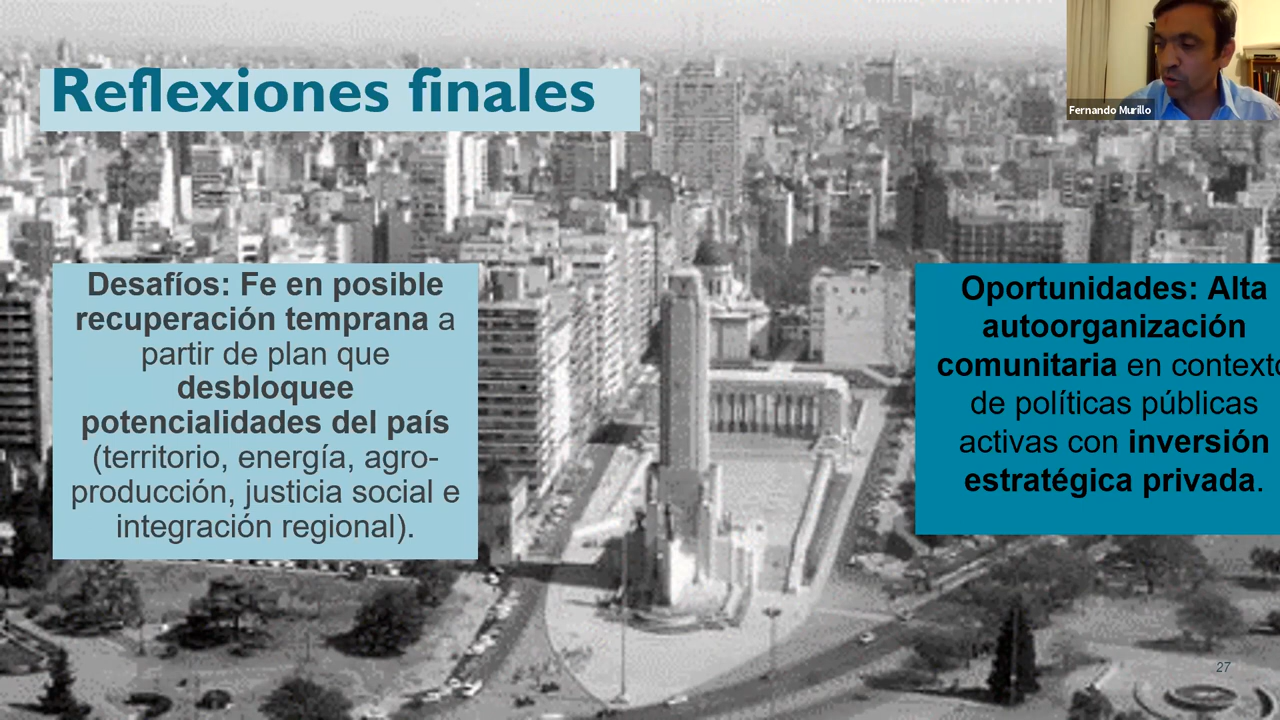 Reflexiones finales
Fernando Murillo
Desafíos: Fe en posible
recuperación temprana a
partir de plan que
desbloquee
potencialidades del país
(territorio, energía, agro-
producción, justicia social e
integración regional).
Oportunidades: Alta
autoorganización
comunitaria en contexto
de políticas públicas
activas con inversión
estratégica privada.
27